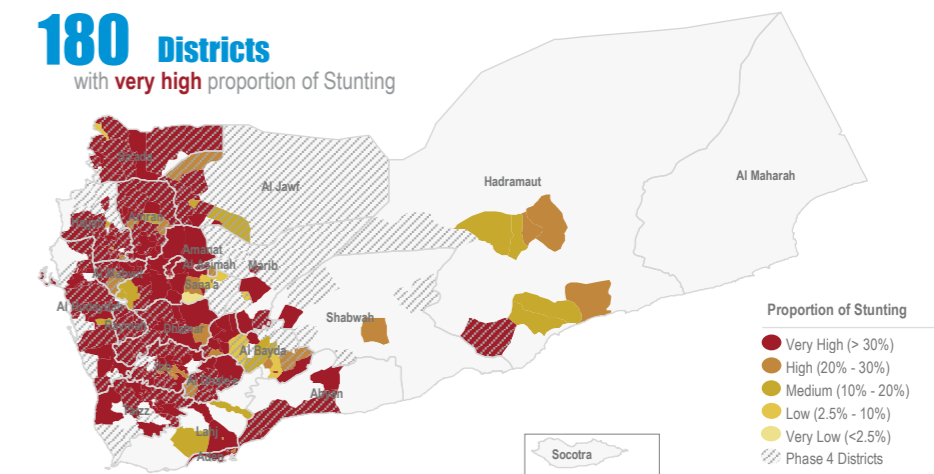 180 Districts
with very high proportion of Stunting
Sa'ada
Al Jawf
Hadramaut
Al Maharah
Hajjah
Amran
Amanat
Al Asimah
Marib
Sana'a
Shabwah
Dhamar
Al Bayda
Abyan
Taizz
Lahj
Aden
Socotra
Proportion of Stunting
Very High (> 30%)
High (20% - 30%)
Medium (10% - 20%)
Low (2.5% - 10%)
Very Low (<2.5%)
Phase 4 Districts